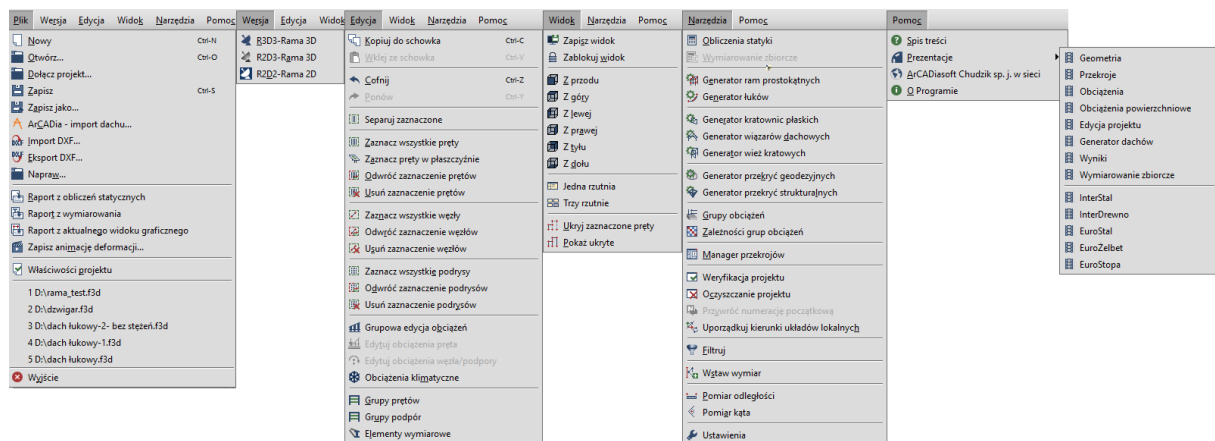 Plik Wersja Edycja Widok Narzędzia Pomoc
Nowy Ctrl-N
Otwórz... Ctrl-O
Dołącz projekt...
Zapisz Ctrl-S
Zapisz jako...
ArCADia - import dachu...
Import DXF...
Eksport DXF...
Napraw...
Raport z obliczeń statycznych
Raport z wymiarowania
Raport z aktualnego widoku graficznego
Zapisz animację deformacji...
Właściwości projektu
1 D:\rama_test.f3d
2 D:\dzwigar.f3d
3 D:\dach łukowy-2- bez stężeń.f3d
4 D:\dach łukowy-1.f3d
5 D:\dach łukowy.f3d
Wyjście
Wersja Edycja Widok
R3D3-Rama 3D
R2D3-Rama 3D
R2D2-Rama 2D
Edycja Widok Narzędzia Pomoc
Kopiuj do schowka Ctrl-C
Wklej ze schowka Ctrl-V
Cofnij Ctrl-Z
Ponów Ctrl-Y
Separuj zaznaczone
Zaznacz wszystkie pręty
Zaznacz pręty w płaszczyźnie
Odwróć zaznaczenie prętów
Usuń zaznaczenie prętów
Zaznacz wszystkie węzły
Odwróć zaznaczenie węzłów
Usuń zaznaczenie węzłów
Zaznacz wszystkie podrysy
Odwróć zaznaczenie podrysów
Usuń zaznaczenie podrysów
Grupowa edycja obciążeń
Edytuj obciążenia pręta
Edytuj obciążenia węzła/podpory
Obciążenia klimatyczne
Grupy prętów
Grupy podpór
Elementy wymiarowe
Widok Narzędzia Pomoc
Zapisz widok
Zablokuj widok
Z przodu
Z góry
Z lewej
Z prawej
Z tyłu
Z dołu
Jedna rzutnia
Trzy rzutnie
Ukryj zaznaczone pręty
Pokaż ukryte
Narzędzia Pomoc
Obliczenia statyki
Wymiarowanie zbiorcze
Generator ram prostokątnych
Generator łuków
Generator kratownic płaskich
Generator wiązarów dachowych
Generator wież kratowych
Generator przekryć geodezyjnych
Generator przekryć strukturalnych
Grupy obciążeń
Zależności grup obciążeń
Manager przekrojów
Weryfikacja projektu
Oczyszczanie projektu
Przywróć numerację początkową
Uporządkuj kierunki układów lokalnych
Filtruj
Wstaw wymiar
Pomiar odległości
Pomiar kąta
Ustawienia
Pomoc
Spis treści
Prezentacje
ArCADiasoft Chudzik sp. j. w sieci
O Programie
Geometria
Przekroje
Obciążenia
Obciążenia powierzchniowe
Edycja projektu
Generator dachów
Wyniki
Wymiarowanie zbiorcze
InterStal
InterDrewno
EuroStal
EuroŻelbet
EuroStopa